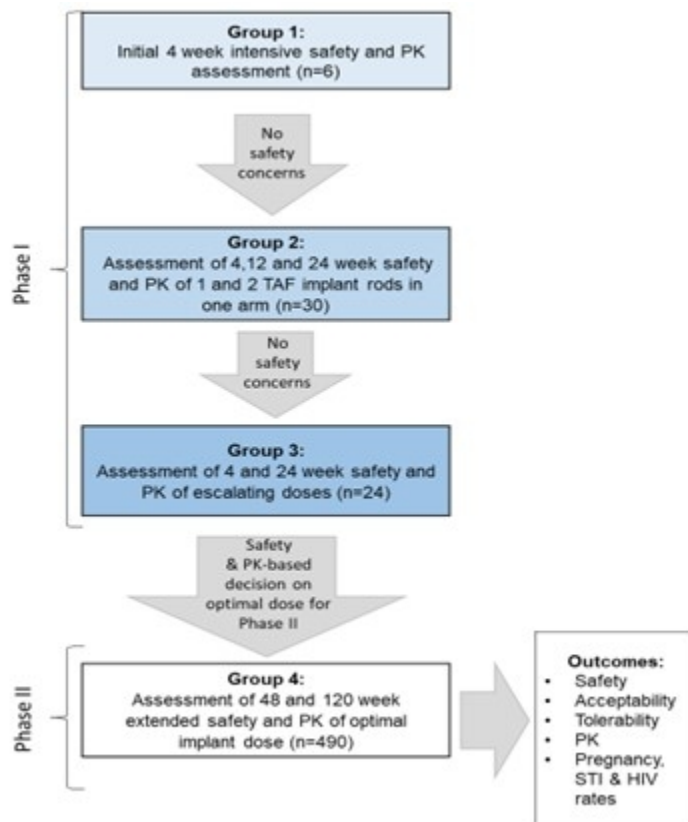 Group 1:
Initial 4 week intensive safety and PK
assessment (n=6)
No
safety
concerns
Phase I
Group 2:
Assessment of 4,12 and 24 week safety
and PK of 1 and 2 TAF implant rods in
one arm (n=30)
No
safety
concerns
Group 3:
Assessment of 4 and 24 week safety and
PK of escalating doses (n=24)
Safety
& PK-based
decision on
optimal dose for
Phase II
Phase II
Group 4:
Assessment of 48 and 120 week
extended safety and PK of optimal
implant dose (n=490)
Outcomes:
• Safety
• Acceptability
• Tolerability
• PK
• Pregnancy,
STI & HIV
rates